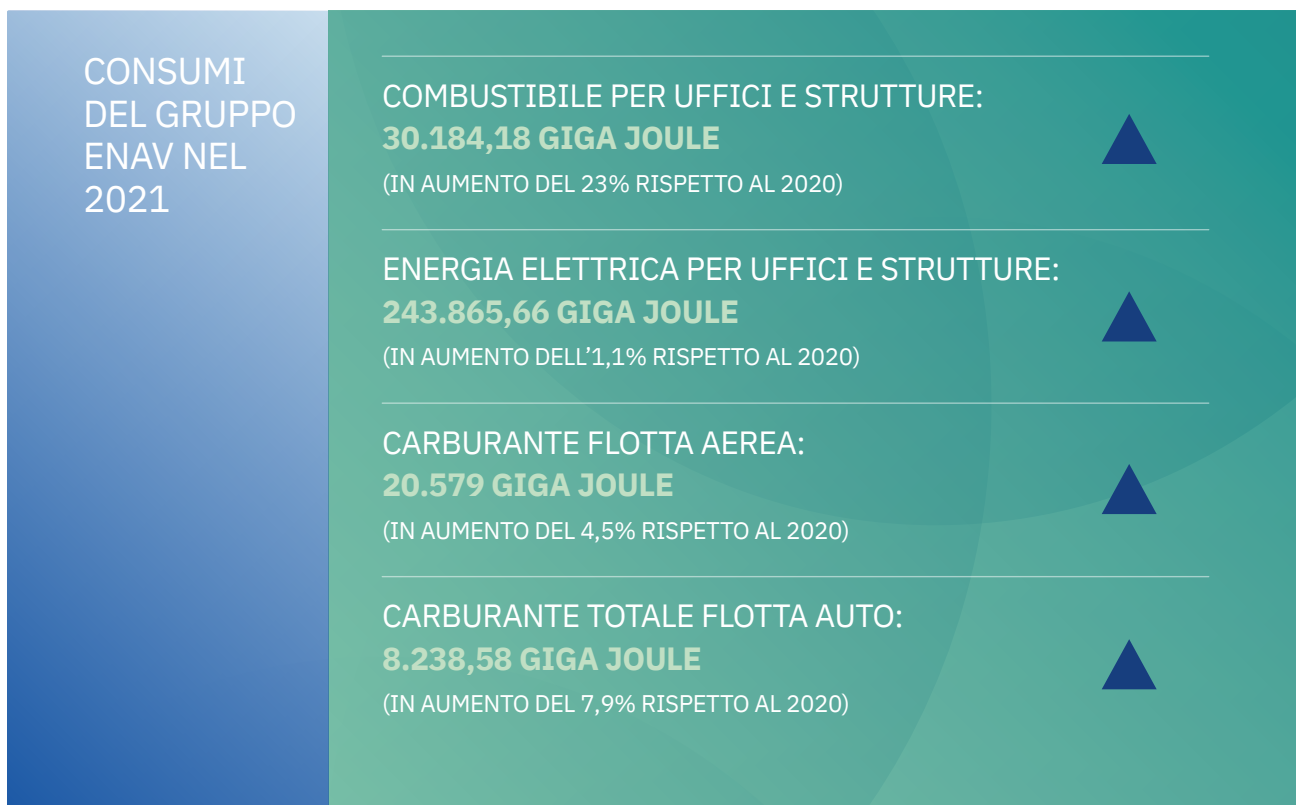 CONSUMI
DEL GRUPPO
ENAV NEL
2021
COMBUSTIBILE PER UFFICI E STRUTTURE:
30.184,18 GIGA JOULE
(IN AUMENTO DEL 23% RISPETTO AL 2020)
ENERGIA ELETTRICA PER UFFICI E STRUTTURE:
243.865,66 GIGA JOULE
(IN AUMENTO DELL’1,1% RISPETTO AL 2020)
CARBURANTE FLOTTA AEREA:
20.579 GIGA JOULE
(IN AUMENTO DEL 4,5% RISPETTO AL 2020)
CARBURANTE TOTALE FLOTTA AUTO:
8.238,58 GIGA JOULE
(IN AUMENTO DEL 7,9% RISPETTO AL 2020)